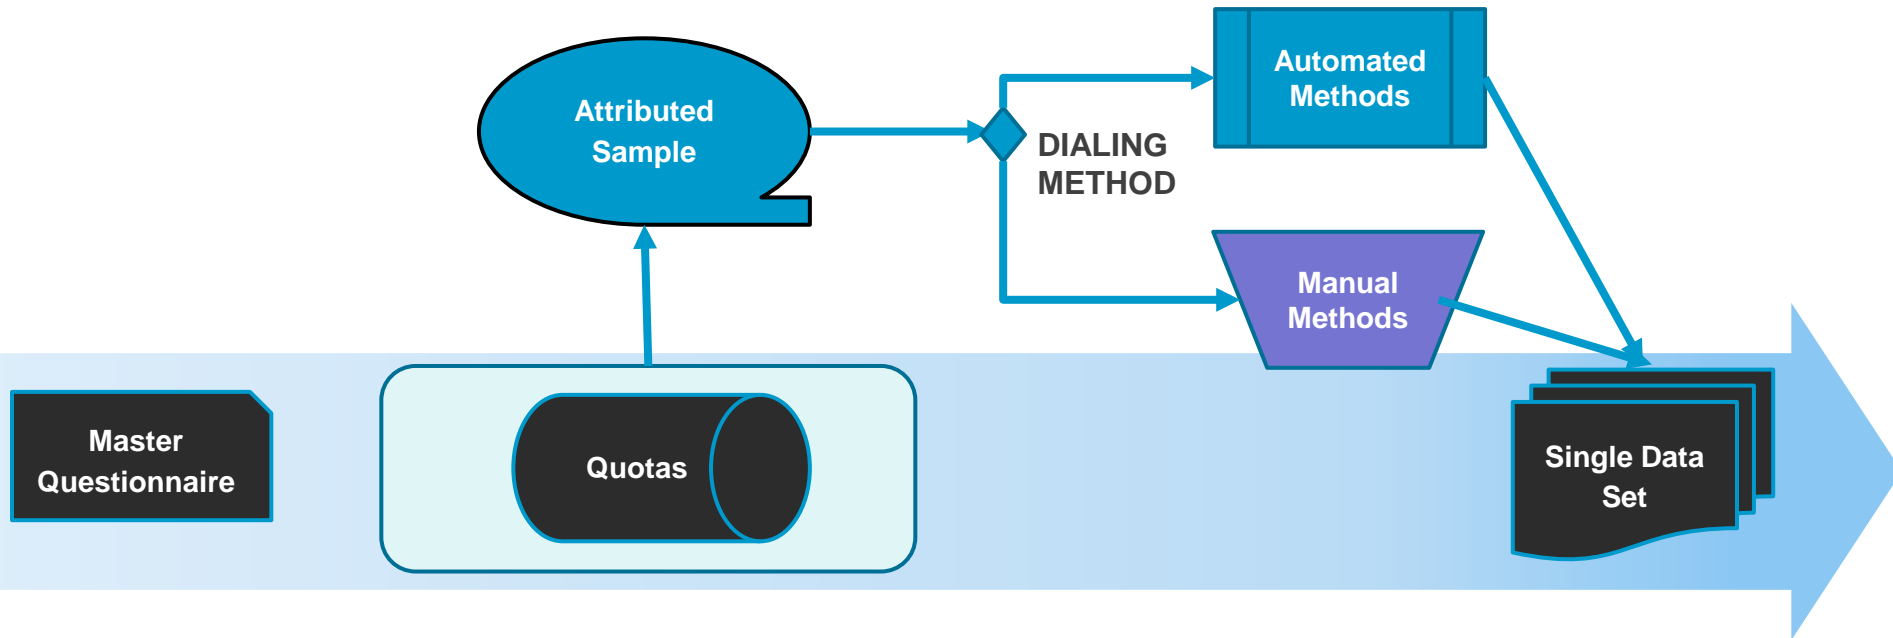 Attributed
Sample
DIALING
METHOD
Automated
Methods
Manual
Methods
Master
Questionnaire
Quotas
Single Data
Set